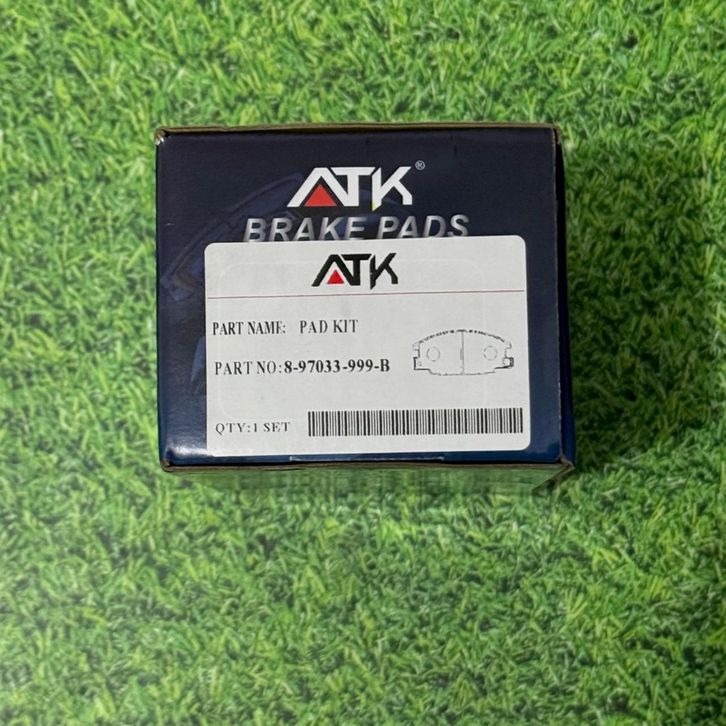 ATK®
BRAKE PADS
ATK
PART NAME: PAD KIT
PART NO:8-97033-999-B
QTY:1 SET